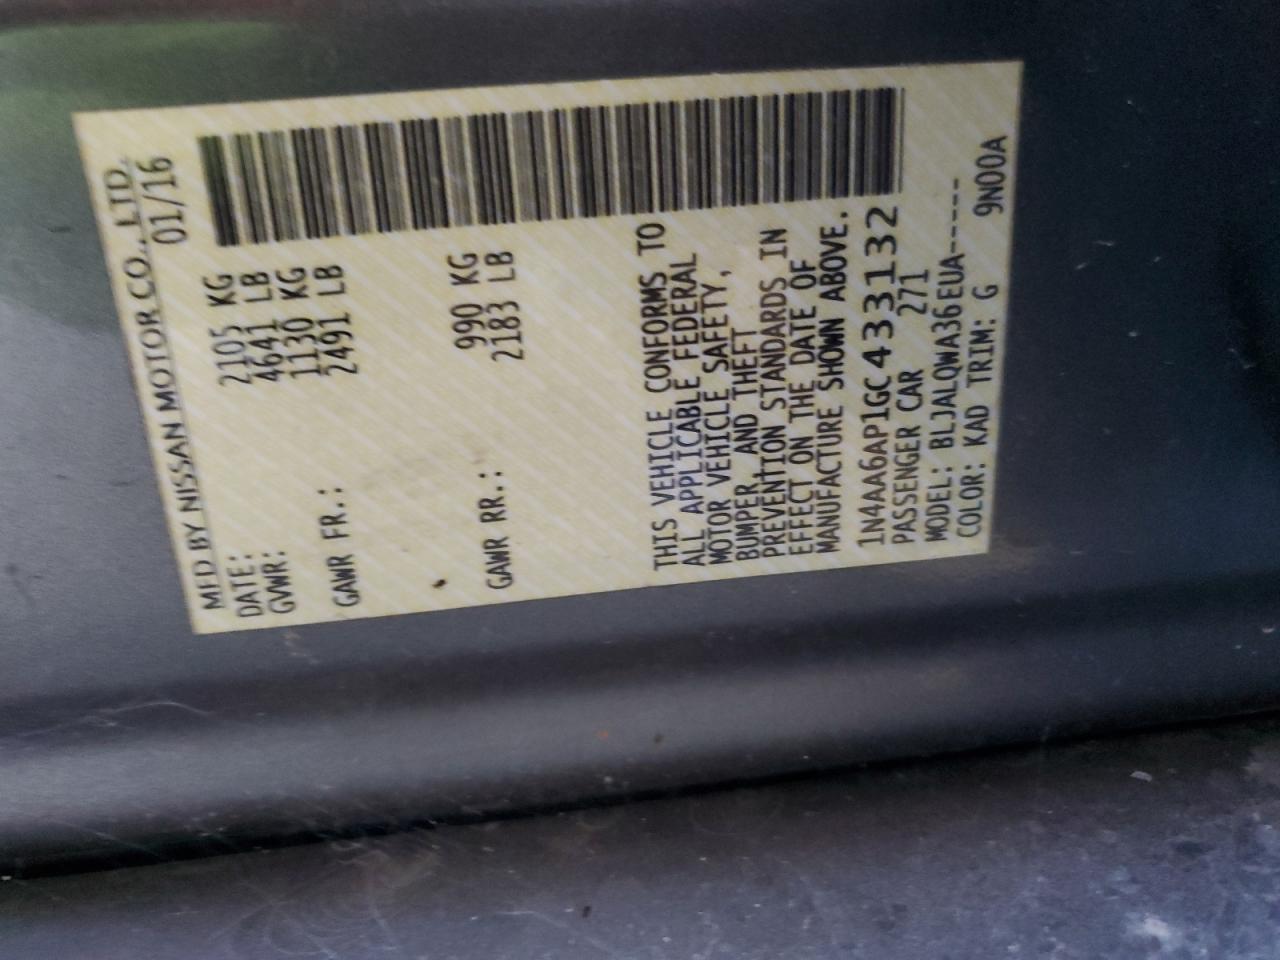 MFD BY NISSAN MOTOR CO., LTD.
DATE: 01/16
GVWR: 2105 KG
4641 LB
GAWR FR.: 1130 KG
2491 LB
GAWR RR.: 990 KG
2183 LB
THIS VEHICLE CONFORMS TO
ALL APPLICABLE FEDERAL
MOTOR VEHICLE SAFETY,
BUMPER, AND THEFT
PREVENTION STANDARDS IN
EFFECT ON THE DATE OF
MANUFACTURE SHOWN ABOVE.
1N4AA6AP1GC433132
PASSENGER CAR 271
MODEL: BLJALQWA36EUA-----
COLOR: KAD TRIM: G 9N00A